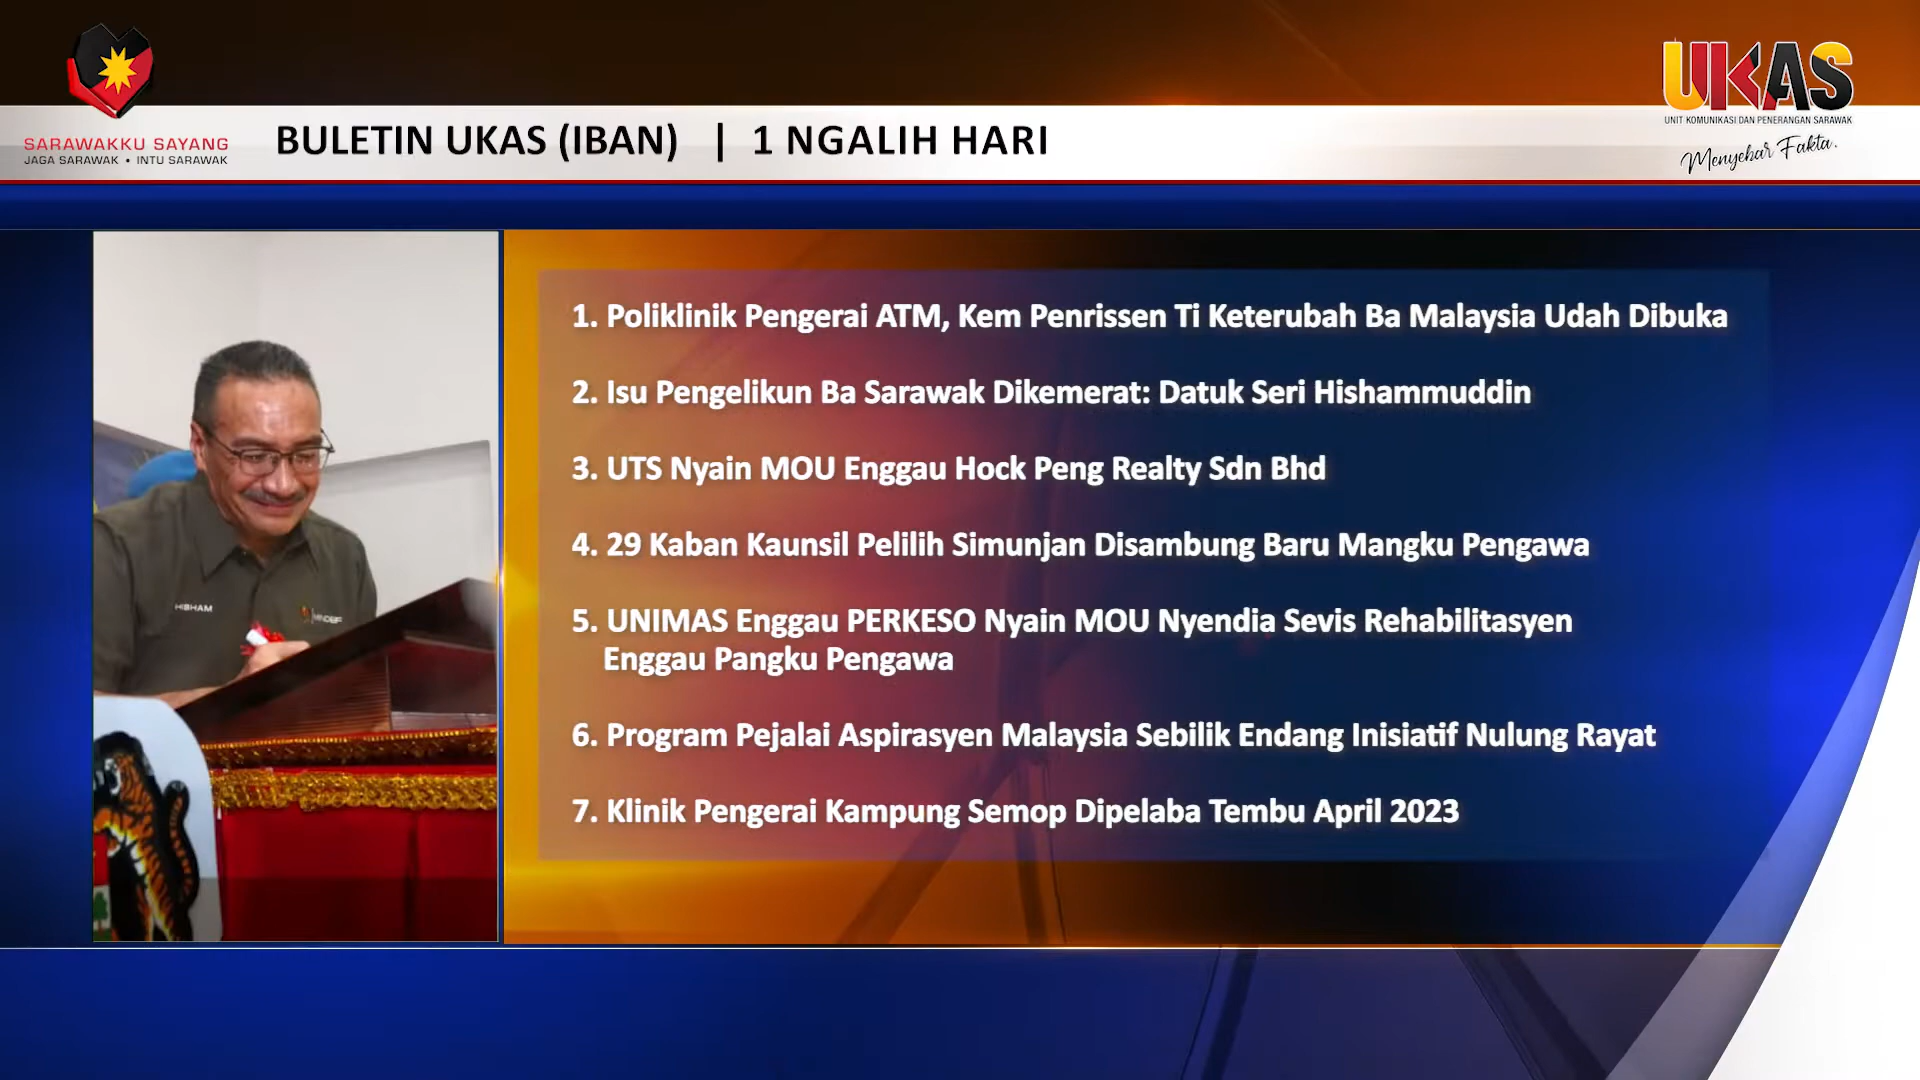 SARAWAKKU SAYANG
JAGA SARAWAK • INTU SARAWAK
BULETIN UKAS (IBAN) | 1 NGALIH HARI
UKAS
UNIT KOMUNIKASI DAN PENERANGAN SARAWAK
Menyebar Fakta.
1. Poliklinik Pengerai ATM, Kem Penrissen Ti Keterubah Ba Malaysia Udah Dibuka
2. Isu Pengelikun Ba Sarawak Dikemerat: Datuk Seri Hishammuddin
3. UTS Nyain MOU Enggau Hock Peng Realty Sdn Bhd
4. 29 Kaban Kaunsil Pelilih Simunjan Disambung Baru Mangku Pengawa
5. UNIMAS Enggau PERKESO Nyain MOU Nyendia Sevis Rehabilitasyen
Enggau Pangku Pengawa
6. Program Pejalai Aspirasyen Malaysia Sebilik Endang Inisiatif Nulung Rayat
7. Klinik Pengerai Kampung Semop Dipelaba Tembu April 2023
HISHAM